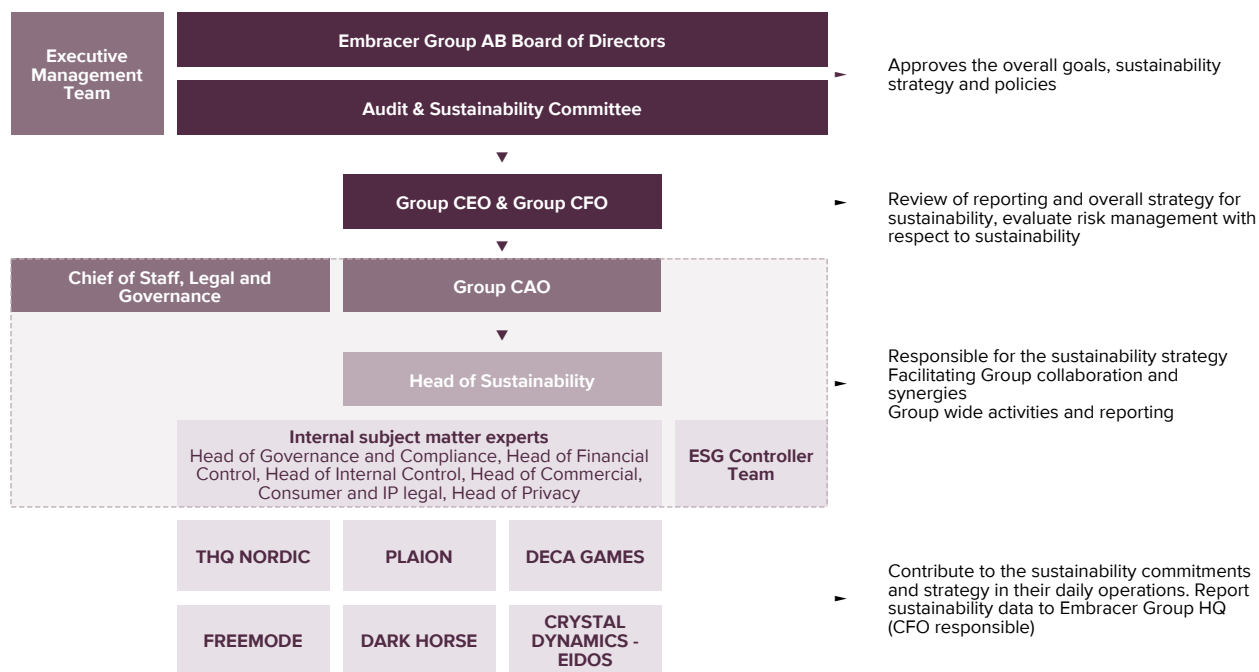 Executive
Management
Team
Embracer Group AB Board of Directors
Audit & Sustainability Committee
Approves the overall goals, sustainability
strategy and policies
Group CEO & Group CFO
Review of reporting and overall strategy for
sustainability, evaluate risk management with
respect to sustainability
Chief of Staff, Legal and
Governance
Group CAO
Head of Sustainability
Responsible for the sustainability strategy
Facilitating Group collaboration and
synergies
Group wide activities and reporting
Internal subject matter experts
Head of Governance and Compliance, Head of Financial
Control, Head of Internal Control, Head of Commercial,
Consumer and IP legal, Head of Privacy
ESG Controller
Team
THQ NORDIC
PLAION
DECA GAMES
FREEMODE
DARK HORSE
CRYSTAL
DYNAMICS -
EIDOS
Contribute to the sustainability commitments
and strategy in their daily operations. Report
sustainability data to Embracer Group HQ
(CFO responsible)